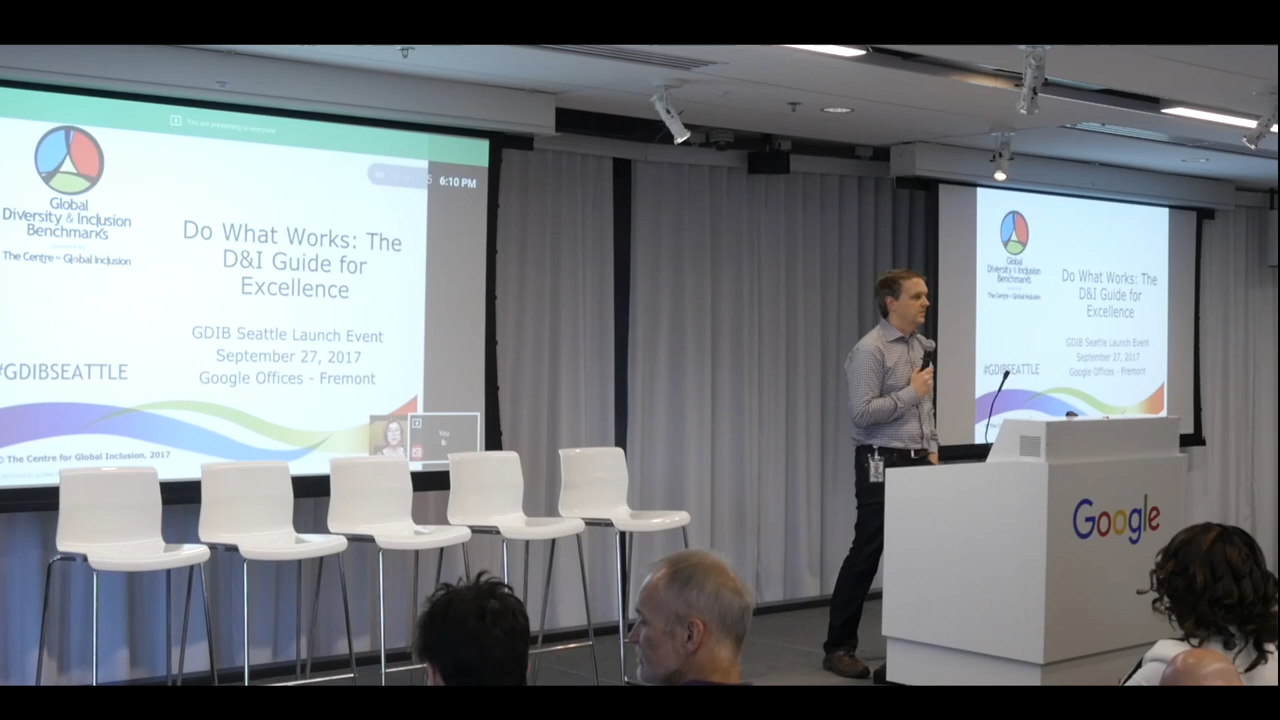 You are presenting to everyone
6:10 PM
Global
Diversity & Inclusion
Benchmarks
The Centre for Global Inclusion
Do What Works: The
D&I Guide for
Excellence
GDIB Seattle Launch Event
September 27, 2017
Google Offices - Fremont
#GDIBSEATTLE
You
© The Centre for Global Inclusion, 2017
Global
Diversity & Inclusion
Benchmarks
The Centre for Global Inclusion
Do What Works: The
D&I Guide for
Excellence
GDIB Seattle Launch Event
September 27, 2017
Google Offices - Fremont
#GDIBSEATTLE
Google